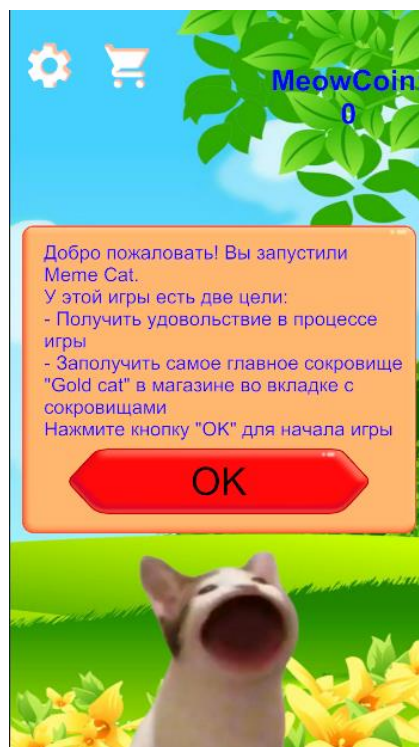 MeowCoin
0
Добро пожаловать! Вы запустили
Meme Cat.
У этой игры есть две цели:
- Получить удовольствие в процессе
игры
- Заполучить самое главное сокровище
"Gold cat" в магазине во вкладке с
сокровищами
Нажмите кнопку "ОК" для начала игры
OK